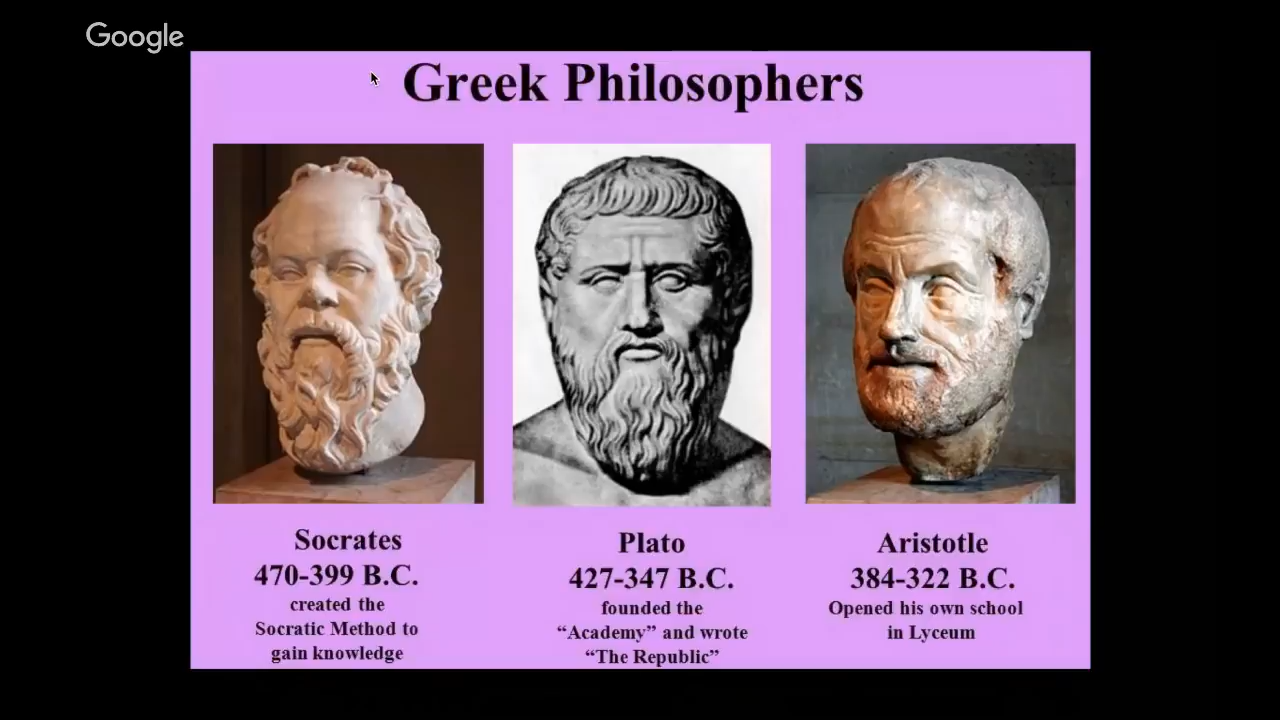 Google
Greek Philosophers
Socrates
470-399 B.C.
created the
Socratic Method to
gain knowledge
Plato
427-347 B.C.
founded the
“Academy” and wrote
“The Republic”
Aristotle
384-322 B.C.
Opened his own school
in Lyceum